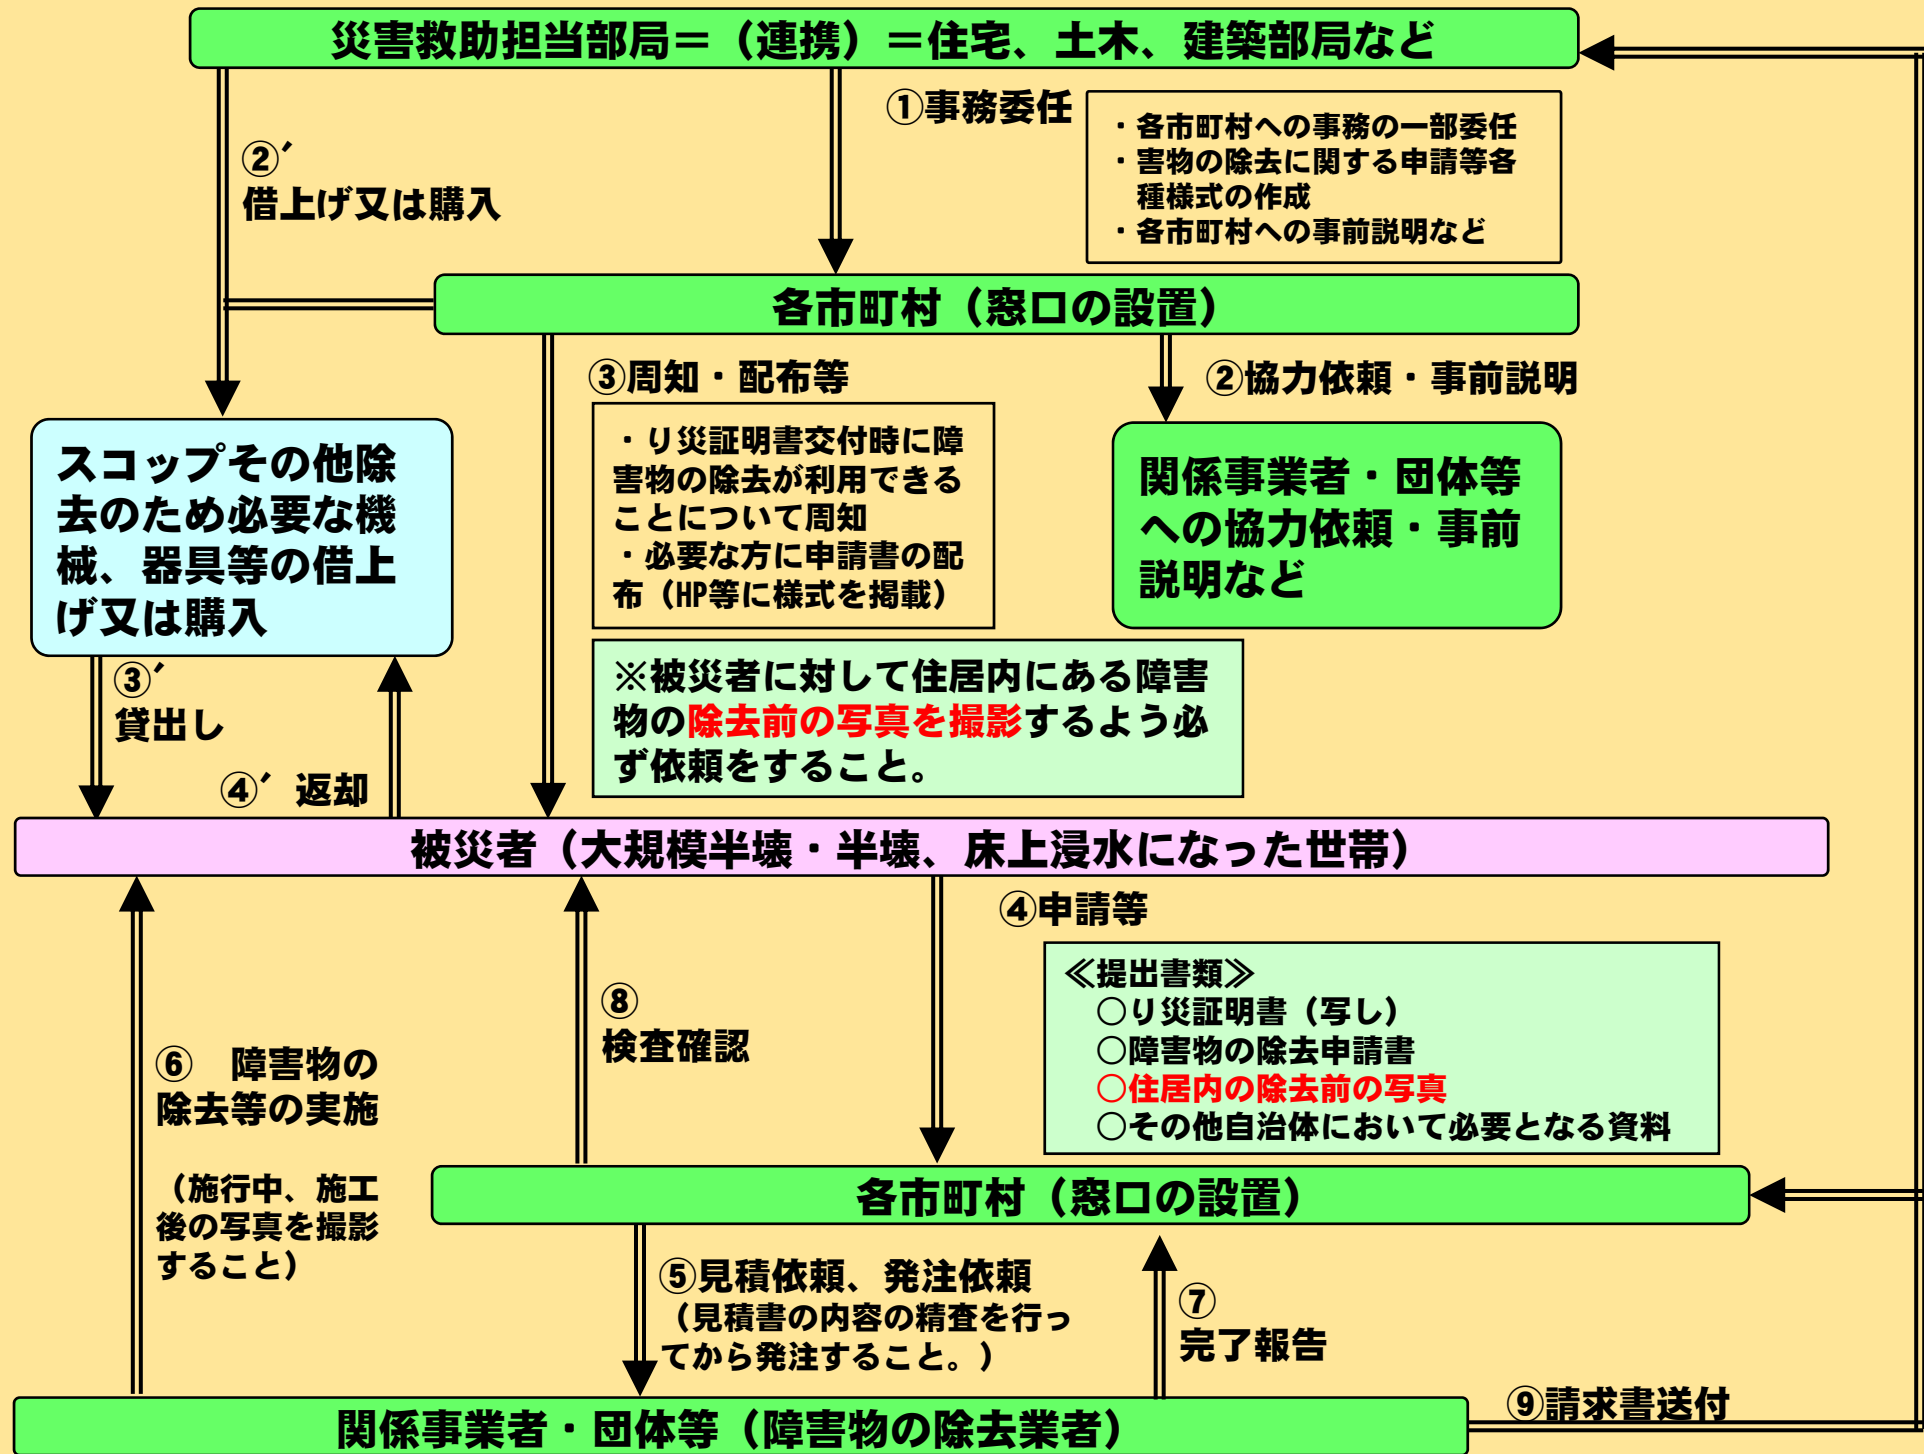 災害救助担当部局＝（連携）＝住宅、土木、建築部局など
①事務委任
・各市町村への事務の一部委任
・害物の除去に関する申請等各
種様式の作成
・各市町村への事前説明など
②′
借上げ又は購入
各市町村（窓口の設置）
③周知・配布等
・り災証明書交付時に障
害物の除去が利用できる
ことについて周知
・必要な方に申請書の配
布（HP等に様式を掲載）
②協力依頼・事前説明
関係事業者・団体等
への協力依頼・事前
説明など
スコップその他除
去のため必要な機
械、器具等の借上
げ又は購入
※被災者に対して住居内にある障害
物の除去前の写真を撮影するよう必
ず依頼をすること。
③′
貸出し
④′ 返却
被災者（大規模半壊・半壊、床上浸水になった世帯）
④申請等
≪提出書類≫
○り災証明書（写し）
○障害物の除去申請書
○住居内の除去前の写真
○その他自治体において必要となる資料
⑧
検査確認
⑥　障害物の
除去等の実施
（施行中、施工
後の写真を撮影
すること）
各市町村（窓口の設置）
⑤見積依頼、発注依頼
（見積書の内容の精査を行っ
てから発注すること。）
⑦
完了報告
⑨請求書送付
関係事業者・団体等（障害物の除去業者）